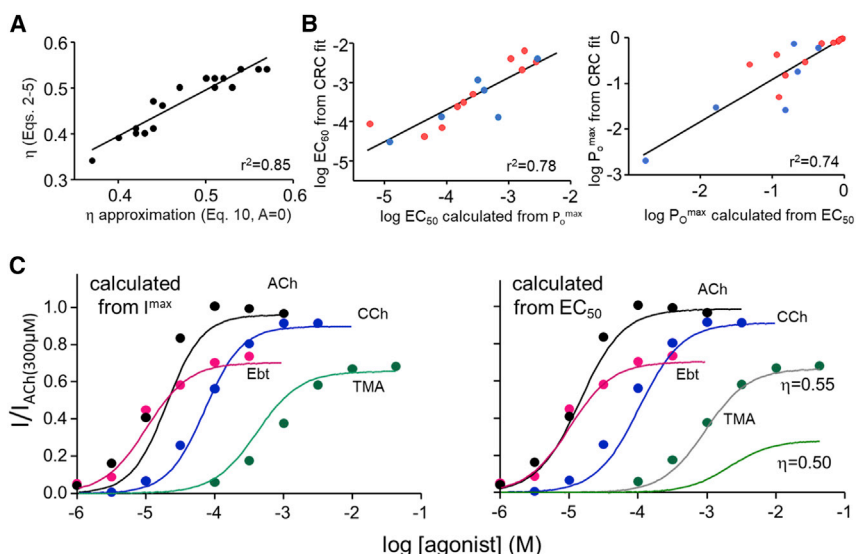 A
0.6
0.5
0.4
0.3
η (Eqs. 2-5)
r²=0.85
0.4
0.5
0.6
η approximation (Eq. 10, A=0)
B
-2
-3
-4
-5
log EC₆₀ from CRC fit
r²=0.78
-5
-4
-3
-2
log EC₅₀ calculated from Pₒᵐᵃˣ
0
-1
-2
-3
log Pₒᵐᵃˣ from CRC fit
r²=0.74
-2
-1
0
log Pₒᵐᵃˣ calculated from EC₅₀
C
calculated
from Iᵐᵃˣ
ACh
CCh
Ebt
TMA
1.0
0.8
0.6
0.4
0.2
0.0
I/I_ACh(300µM)
-6
-5
-4
-3
-2
-1
calculated
from EC₅₀
ACh
CCh
Ebt
TMA
η=0.55
η=0.50
-6
-5
-4
-3
-2
-1
log [agonist] (M)